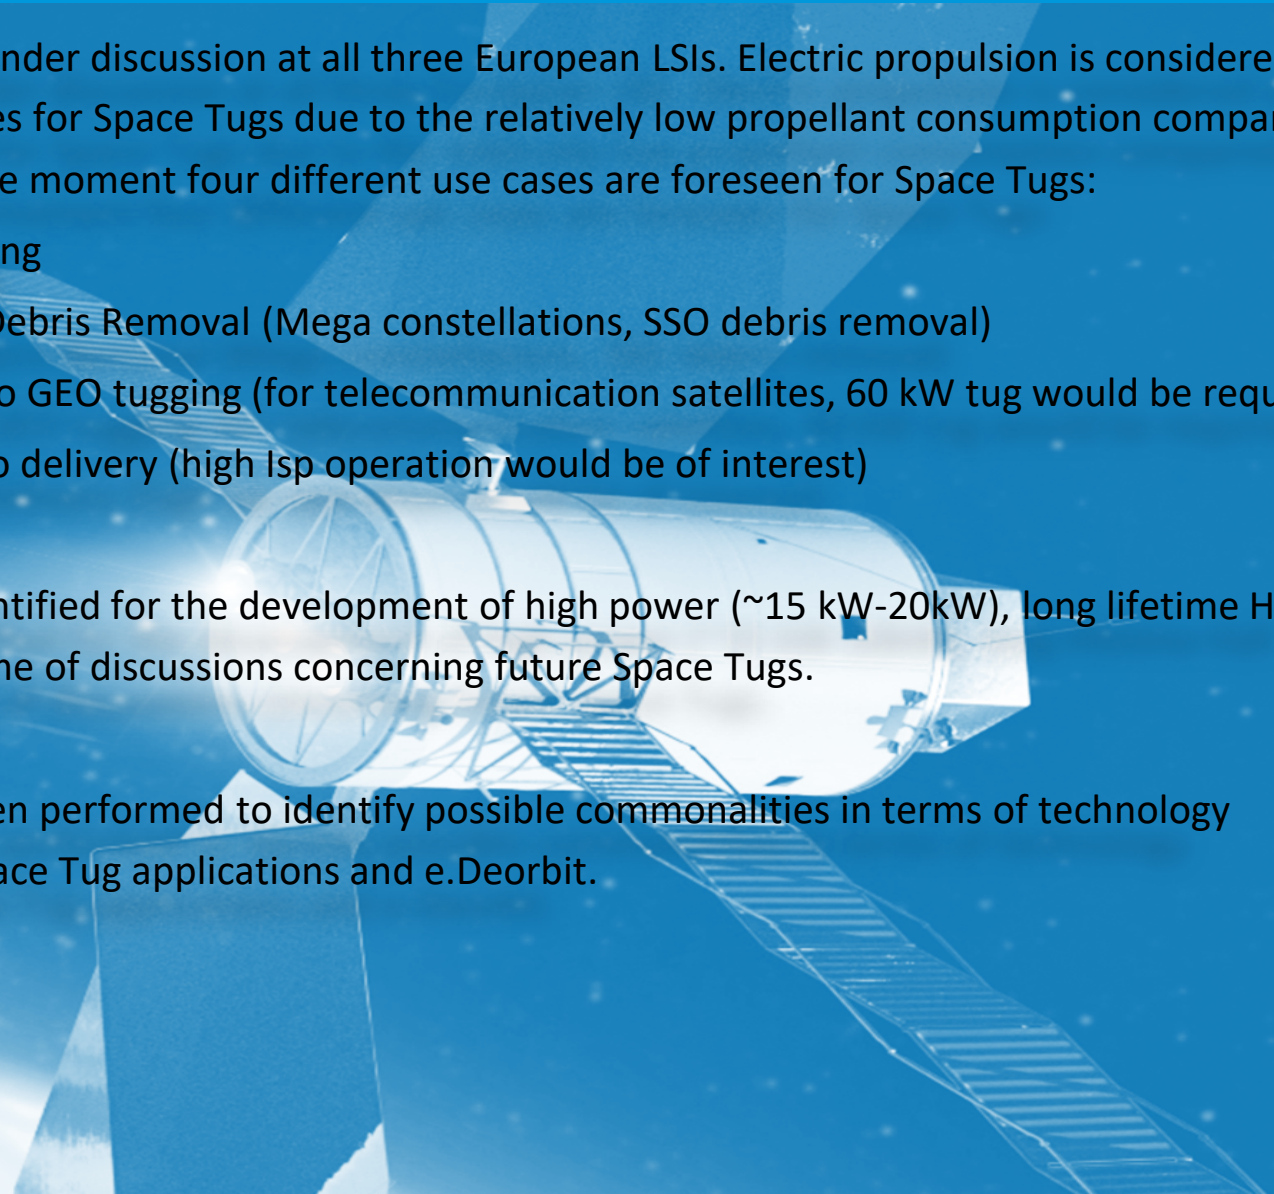 nder discussion at all three European LSIs. Electric propulsion is considere
es for Space Tugs due to the relatively low propellant consumption compar
e moment four different use cases are foreseen for Space Tugs:
ng
Debris Removal (Mega constellations, SSO debris removal)
o GEO tugging (for telecommunication satellites, 60 kW tug would be requ
o delivery (high Isp operation would be of interest)
ntified for the development of high power (~15 kW-20kW), long lifetime H
me of discussions concerning future Space Tugs.
en performed to identify possible commonalities in terms of technology
ace Tug applications and e.Deorbit.